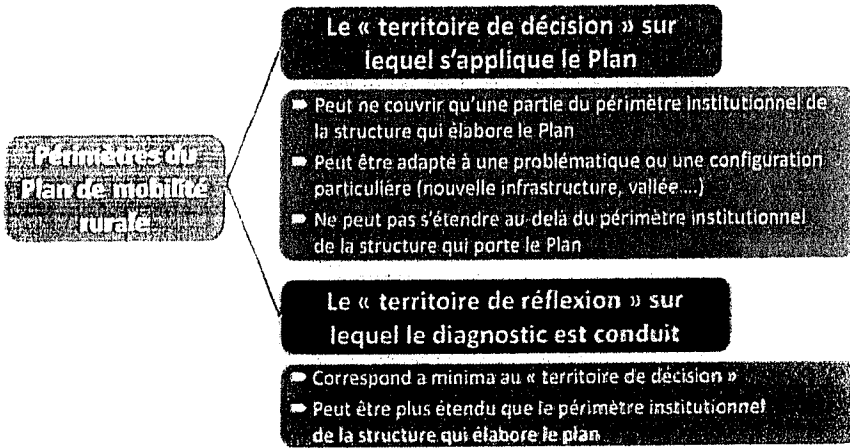 Périmètres du
Plan de mobilité
rurale
Le « territoire de décision » sur
lequel s’applique le Plan
Peut ne couvrir qu’une partie du périmètre institutionnel de
la structure qui élabore le Plan
Peut être adapté à une problématique ou une configuration
particulière (nouvelle infrastructure, vallée....)
Ne peut pas s’étendre au-delà du périmètre institutionnel
de la structure qui porte le Plan
Le « territoire de réflexion » sur
lequel le diagnostic est conduit
Correspond a minima au « territoire de décision »
Peut être plus étendu que le périmètre institutionnel
de la structure qui élabore le plan